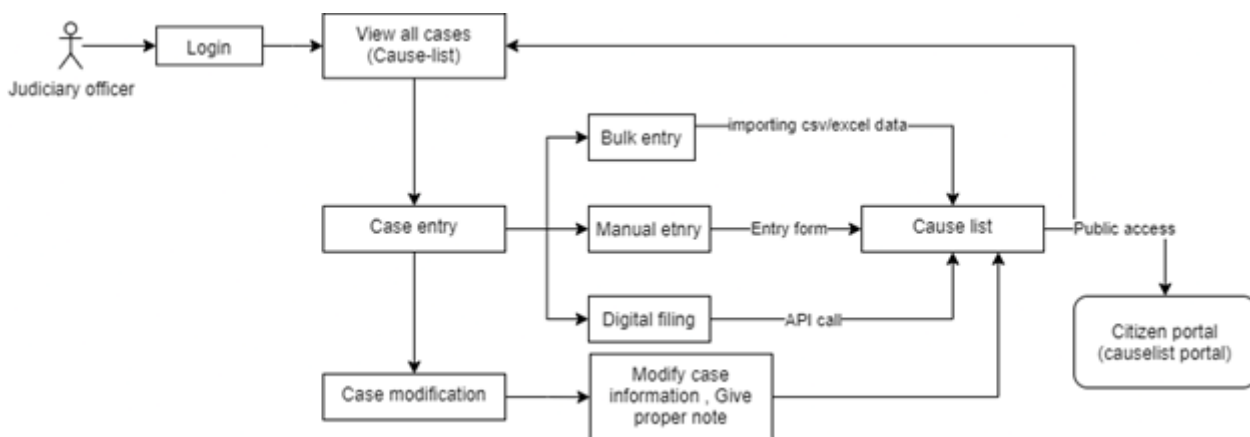 Judiciary officer
Login
View all cases
(Cause-list)
Bulk entry
importing csv/excel data
Case entry
Manual etnry
Entry form
Cause list
Public access
Digital filing
API call
Citizen portal
(causelist portal)
Case modification
Modify case
information , Give
proper note